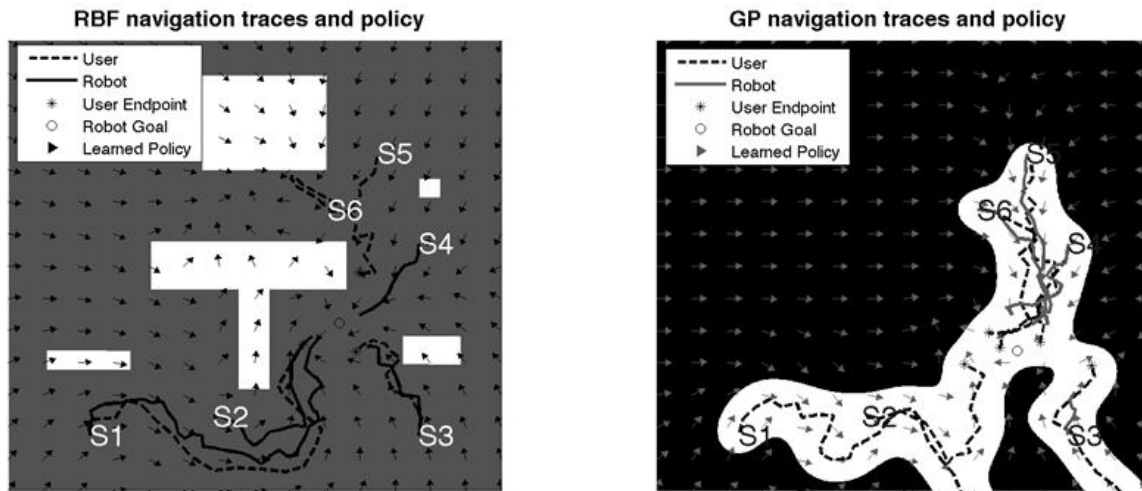 RBF navigation traces and policy
User
Robot
User Endpoint
Robot Goal
Learned Policy
S5
S6
S4
S2
S1
S3
GP navigation traces and policy
User
Robot
User Endpoint
Robot Goal
Learned Policy
S5
S6
S4
S2
S1
S3